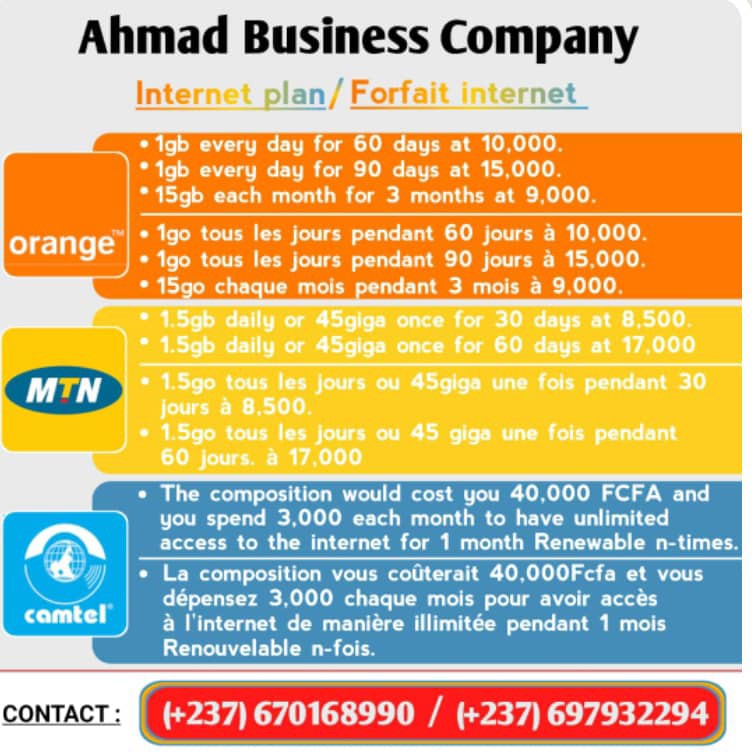 Ahmad Business Company
Internet plan/ Forfait internet
• 1gb every day for 60 days at 10,000.
• 1gb every day for 90 days at 15,000.
• 15gb each month for 3 months at 9,000.
orange™
• 1go tous les jours pendant 60 jours à 10,000.
• 1go tous les jours pendant 90 jours à 15,000.
• 15go chaque mois pendant 3 mois à 9,000.
• 1.5gb daily or 45giga once for 30 days at 8,500.
• 1.5gb daily or 45giga once for 60 days at 17,000
MTN
• 1.5go tous les jours ou 45giga une fois pendant 30
jours à 8,500.
• 1.5go tous les jours ou 45 giga une fois pendant
60 jours. à 17,000
• The composition would cost you 40,000 FCFA and
you spend 3,000 each month to have unlimited
access to the internet for 1 month Renewable n-times.
camtel®
• La composition vous coûterait 40,000Fcfa et vous
dépensez 3,000 chaque mois pour avoir accès
à l'internet de manière illimitée pendant 1 mois
Renouvelable n-fois.
CONTACT : (+237) 670168990 / (+237) 697932294